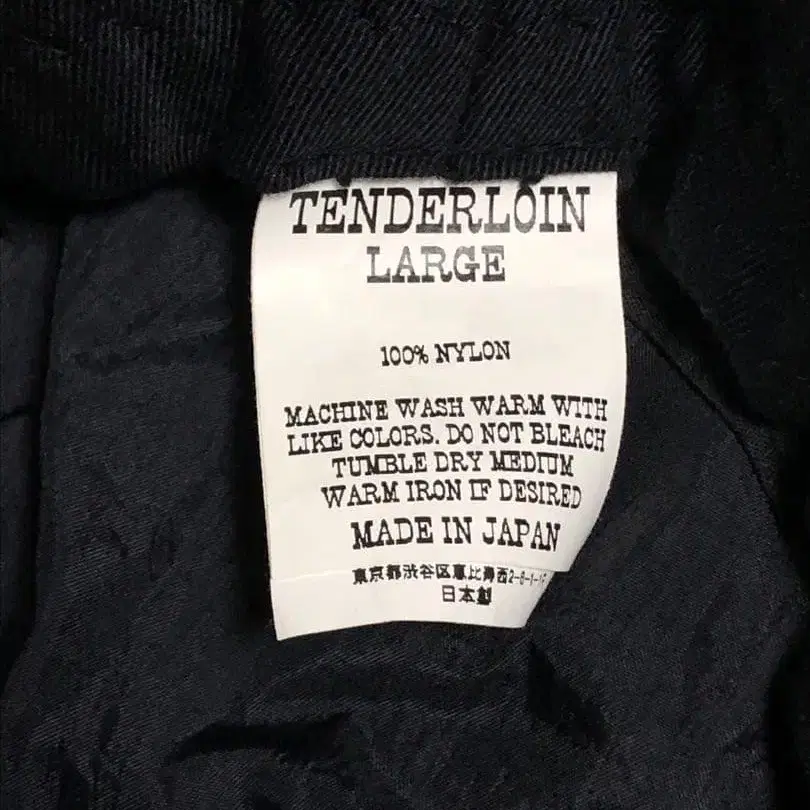 TENDERLOIN
LARGE
100% NYLON
MACHINE WASH WARM WITH
LIKE COLORS. DO NOT BLEACH
TUMBLE DRY MEDIUM
WARM IRON IF DESIRED
MADE IN JAPAN
東京都渋谷区恵比寿西2-6-1-1F
日本製